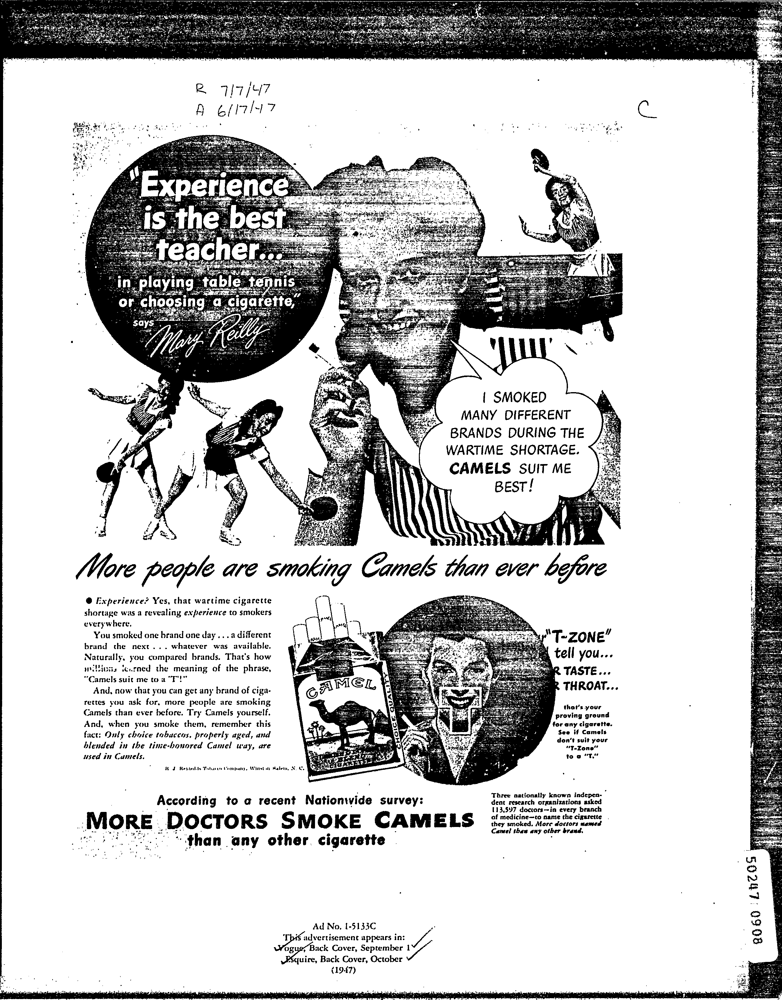 R 7/7/47
A 6/17/47
C
"Experience
is the best
teacher...
in playing table tennis
or choosing a cigarette,"
says
Mary Reilly
I SMOKED
MANY DIFFERENT
BRANDS DURING THE
WARTIME SHORTAGE.
CAMELS SUIT ME
BEST!
More people are smoking Camels than ever before
● Experience? Yes, that wartime cigarette
shortage was a revealing experience to smokers
everywhere.
You smoked one brand one day . . . a different
brand the next . . . whatever was available.
Naturally, you compared brands. That's how
millions learned the meaning of the phrase,
"Camels suit me to a 'T'!"
And, now that you can get any brand of ciga-
rettes you ask for, more people are smoking
Camels than ever before. Try Camels yourself.
And, when you smoke them, remember this
fact: Only choice tobaccos, properly aged, and
blended in the time-honored Camel way, are
used in Camels.
R. J. Reynolds Tobacco Company, Winston-Salem, N. C.
CAMEL
"T-ZONE"
tell you...
R TASTE...
R THROAT...
that's your
proving ground
for any cigarette.
See if Camels
don't suit your
"T-Zone"
to a "T."
According to a recent Nationwide survey:
MORE DOCTORS SMOKE CAMELS
than any other cigarette
Three nationally known indepen-
dent research organizations asked
113,597 doctors—in every branch
of medicine—to name the cigarette
they smoked. More doctors named
Camel than any other brand.
50247 0908
Ad No. 1-5133C
This advertisement appears in:
Vogue, Back Cover, September 1
Esquire, Back Cover, October
(1947)